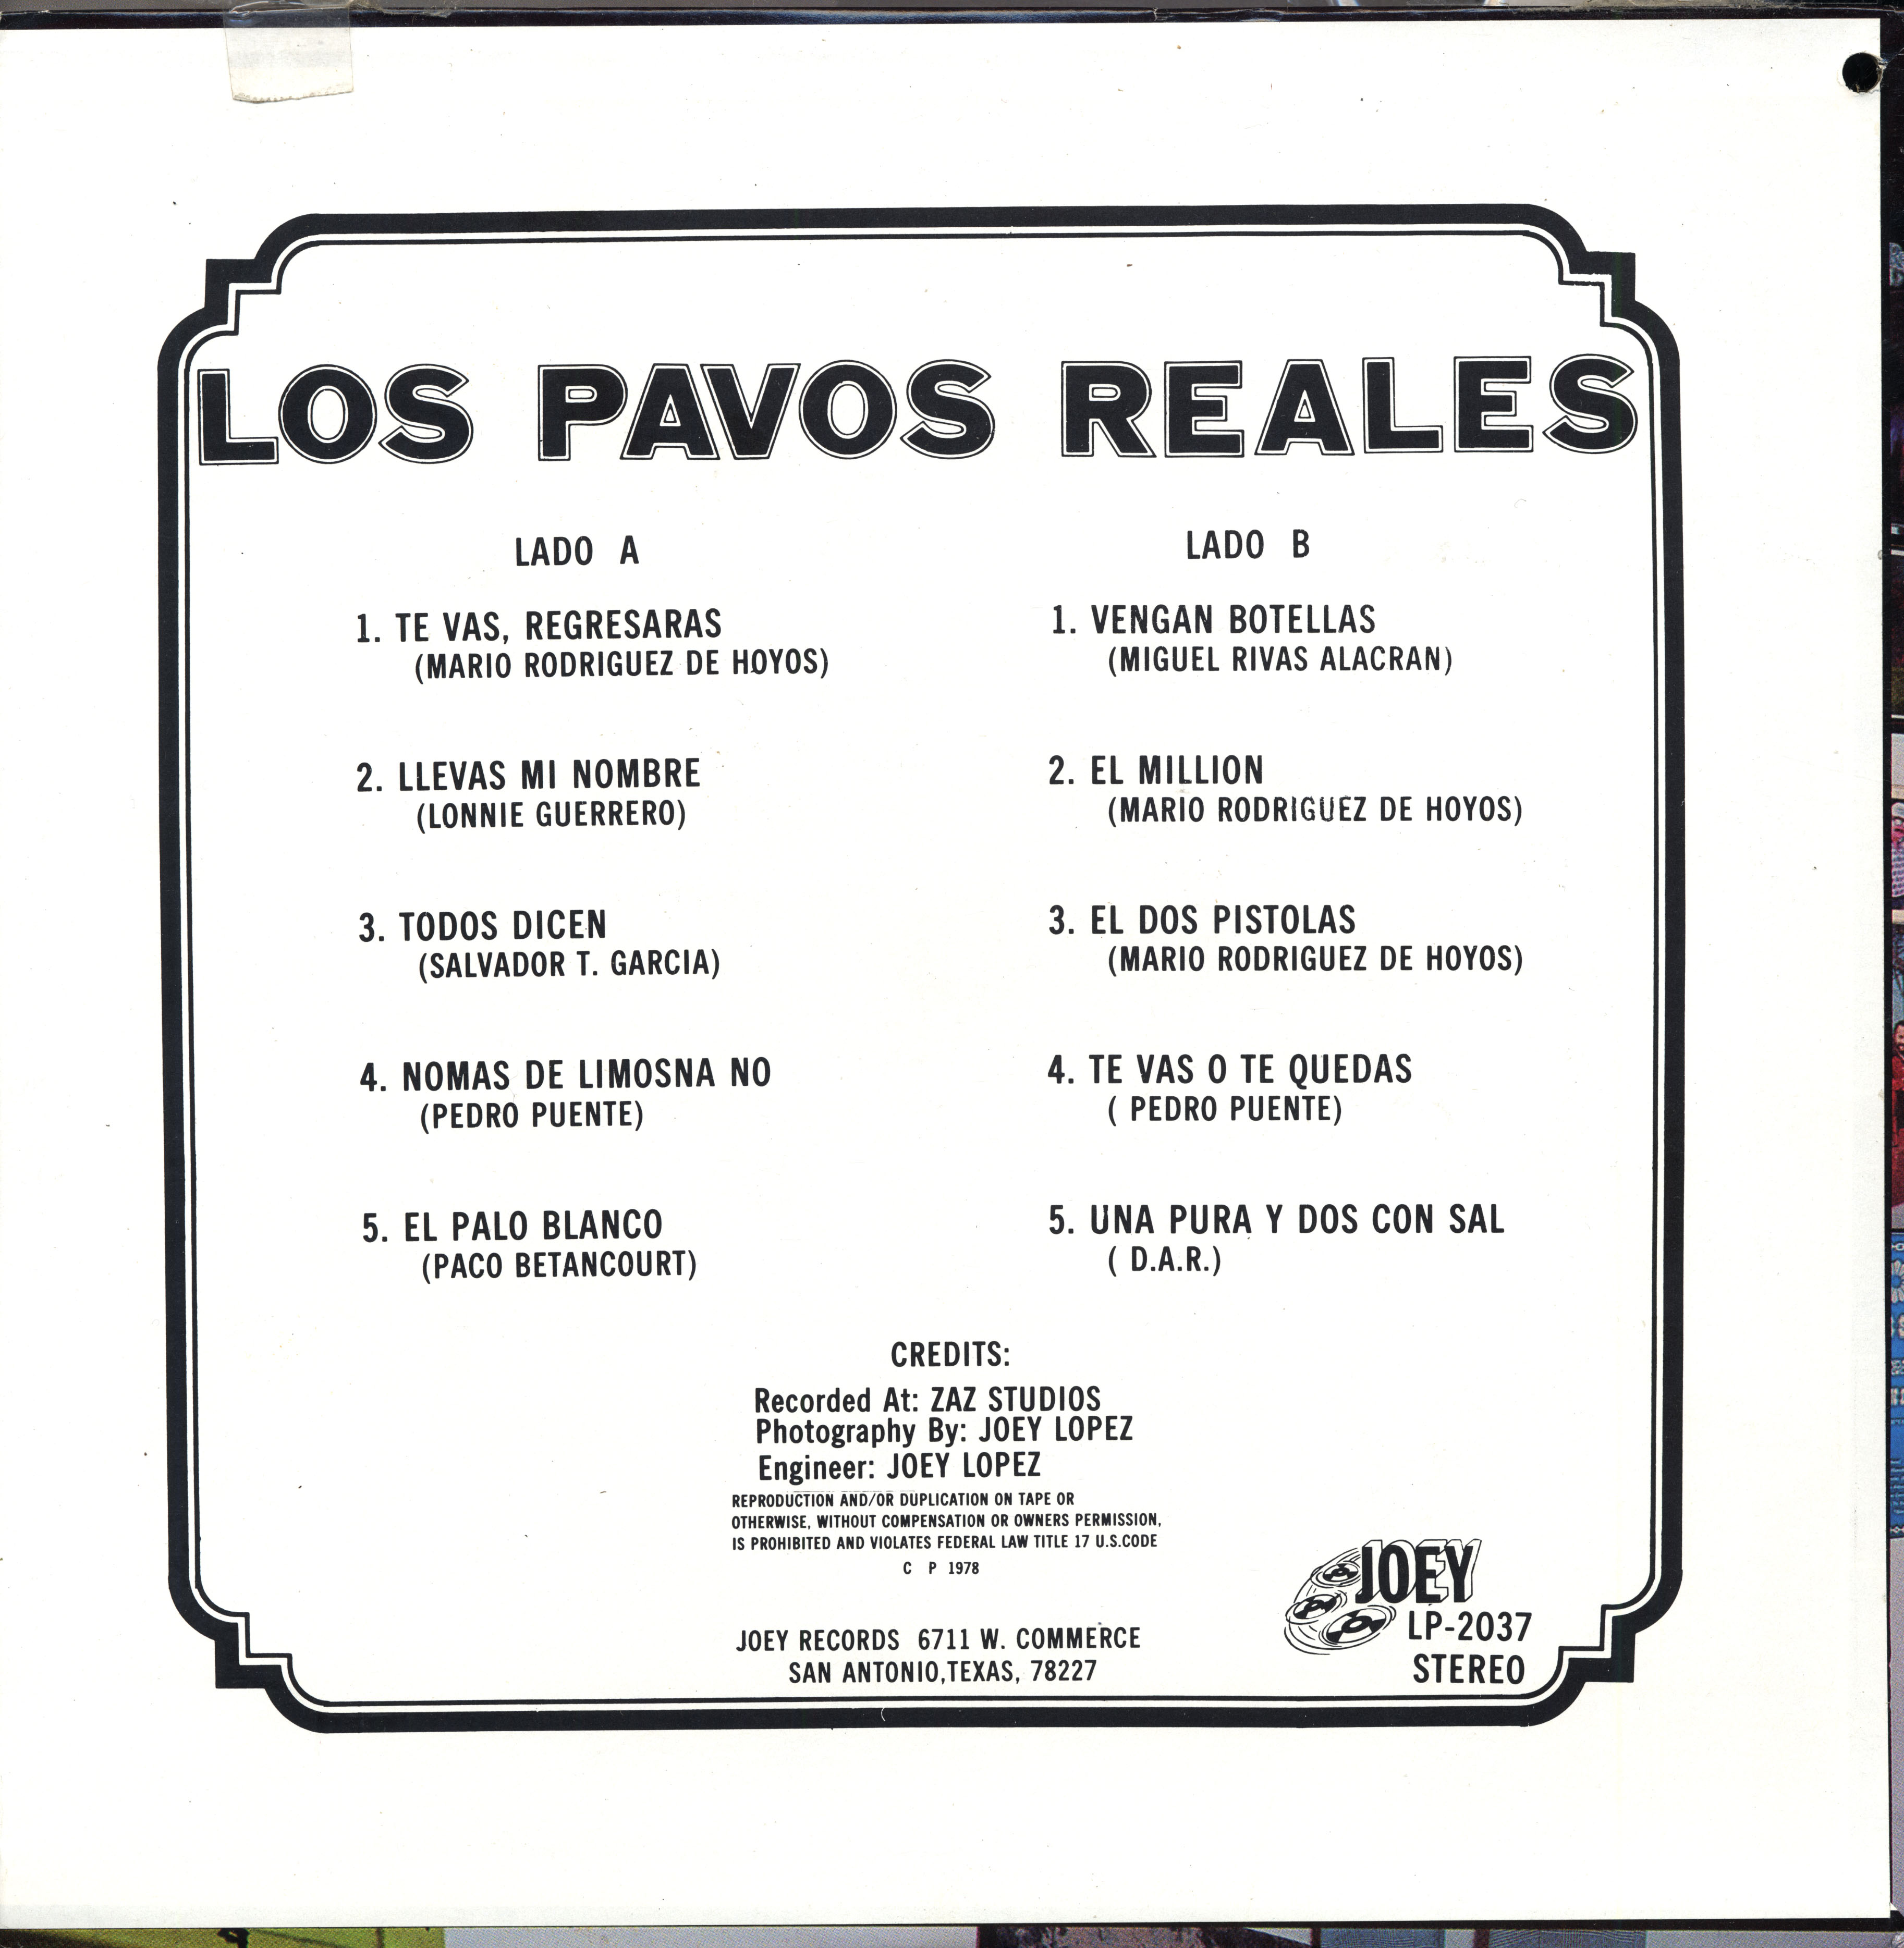 LOS PAVOS REALES
LADO A
1. TE VAS, REGRESARAS
(MARIO RODRIGUEZ DE HOYOS)
2. LLEVAS MI NOMBRE
(LONNIE GUERRERO)
3. TODOS DICEN
(SALVADOR T. GARCIA)
4. NOMAS DE LIMOSNA NO
(PEDRO PUENTE)
5. EL PALO BLANCO
(PACO BETANCOURT)
LADO B
1. VENGAN BOTELLAS
(MIGUEL RIVAS ALACRAN)
2. EL MILLION
(MARIO RODRIGUEZ DE HOYOS)
3. EL DOS PISTOLAS
(MARIO RODRIGUEZ DE HOYOS)
4. TE VAS O TE QUEDAS
( PEDRO PUENTE)
5. UNA PURA Y DOS CON SAL
( D.A.R.)
CREDITS:
Recorded At: ZAZ STUDIOS
Photography By: JOEY LOPEZ
Engineer: JOEY LOPEZ
REPRODUCTION AND/OR DUPLICATION ON TAPE OR
OTHERWISE, WITHOUT COMPENSATION OR OWNERS PERMISSION,
IS PROHIBITED AND VIOLATES FEDERAL LAW TITLE 17 U.S.CODE
C P 1978
JOEY RECORDS 6711 W. COMMERCE
SAN ANTONIO,TEXAS, 78227
JOEY
LP-2037
STEREO